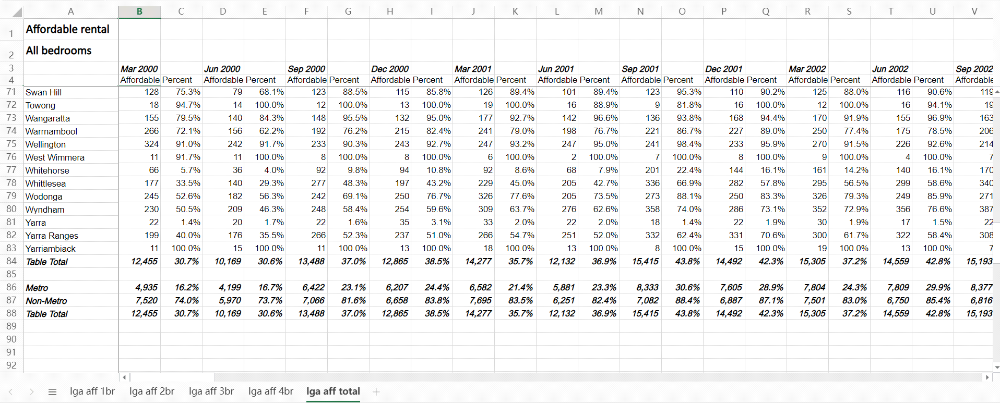 A B C D E F G H I J K L M N O P Q R S T U V
1 Affordable rental
2 All bedrooms
3 Mar 2000 Jun 2000 Sep 2000 Dec 2000 Mar 2001 Jun 2001 Sep 2001 Dec 2001 Mar 2002 Jun 2002 Sep 2002
4 Affordable Percent Affordable Percent Affordable Percent Affordable Percent Affordable Percent Affordable Percent Affordable Percent Affordable Percent Affordable Percent Affordable Percent Affordable
71 Swan Hill 128 75.3% 79 68.1% 123 88.5% 115 85.8% 126 89.4% 101 89.4% 123 95.3% 110 90.2% 125 88.0% 116 90.6% 119
72 Towong 18 94.7% 14 100.0% 12 100.0% 13 100.0% 19 100.0% 16 88.9% 9 81.8% 16 100.0% 12 100.0% 16 94.1% 19
73 Wangaratta 155 79.5% 140 84.3% 148 95.5% 132 95.0% 177 92.7% 142 96.6% 136 93.8% 168 94.4% 170 91.9% 155 96.9% 163
74 Warrnambool 266 72.1% 156 62.2% 192 76.2% 215 82.4% 241 79.0% 198 76.7% 221 86.7% 227 89.0% 250 77.4% 175 78.5% 206
75 Wellington 324 91.0% 242 91.7% 233 90.3% 243 92.7% 247 93.2% 247 95.0% 241 98.4% 233 95.9% 270 91.5% 226 92.6% 214
76 West Wimmera 11 91.7% 11 100.0% 8 100.0% 8 100.0% 6 100.0% 2 100.0% 7 100.0% 8 100.0% 9 100.0% 4 100.0% 7
77 Whitehorse 66 5.7% 36 4.0% 92 9.8% 94 10.8% 92 8.6% 68 7.9% 201 22.4% 144 16.1% 161 14.2% 140 16.1% 170
78 Whittlesea 177 33.5% 140 29.3% 277 48.3% 197 43.2% 229 45.0% 205 42.7% 336 66.9% 282 57.8% 295 56.5% 299 58.6% 340
79 Wodonga 245 52.6% 182 56.3% 242 69.1% 250 76.7% 326 77.6% 205 73.5% 273 88.1% 250 83.3% 326 79.3% 249 85.9% 271
80 Wyndham 230 50.5% 209 46.3% 248 58.4% 254 59.6% 309 63.7% 276 62.6% 358 74.0% 286 73.1% 352 72.9% 356 76.6% 387
81 Yarra 22 1.4% 20 1.7% 22 1.6% 35 3.1% 33 2.0% 22 2.0% 18 1.4% 22 1.9% 30 1.9% 17 1.5% 22
82 Yarra Ranges 199 40.0% 176 35.5% 266 52.3% 237 51.0% 266 54.7% 251 52.0% 332 62.4% 331 70.6% 300 61.7% 322 58.4% 308
83 Yarriambiack 11 100.0% 15 100.0% 11 100.0% 13 100.0% 18 100.0% 13 100.0% 8 100.0% 15 100.0% 19 100.0% 13 100.0% 7
84 Table Total 12,455 30.7% 10,169 30.6% 13,488 37.0% 12,865 38.5% 14,277 35.7% 12,132 36.9% 15,415 43.8% 14,492 42.3% 15,305 37.2% 14,559 42.8% 15,193
85
86 Metro 4,935 16.2% 4,199 16.7% 6,422 23.1% 6,207 24.4% 6,582 21.4% 5,881 23.3% 8,333 30.6% 7,605 28.9% 7,804 24.3% 7,809 29.9% 8,377
87 Non-Metro 7,520 74.0% 5,970 73.7% 7,066 81.6% 6,658 83.8% 7,695 83.5% 6,251 82.4% 7,082 88.4% 6,887 87.1% 7,501 83.0% 6,750 85.4% 6,816
88 Table Total 12,455 30.7% 10,169 30.6% 13,488 37.0% 12,865 38.5% 14,277 35.7% 12,132 36.9% 15,415 43.8% 14,492 42.3% 15,305 37.2% 14,559 42.8% 15,193
89
90
91
92
lga aff 1br lga aff 2br lga aff 3br lga aff 4br lga aff total